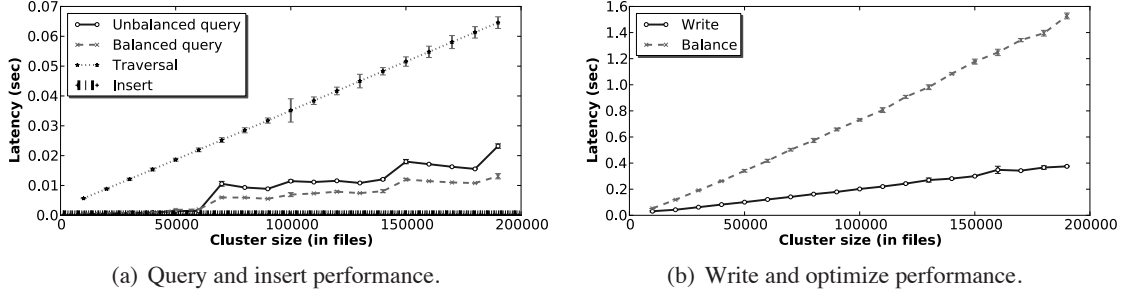 0.07
0.06
0.05
0.04
0.03
0.02
0.01
0.00
Latency (sec)
Unbalanced query
Balanced query
Traversal
Insert
0 50000 100000 150000 200000
Cluster size (in files)
(a) Query and insert performance.
1.6
1.4
1.2
1.0
0.8
0.6
0.4
0.2
0.0
Latency (sec)
Write
Balance
0 50000 100000 150000 200000
Cluster size (in files)
(b) Write and optimize performance.